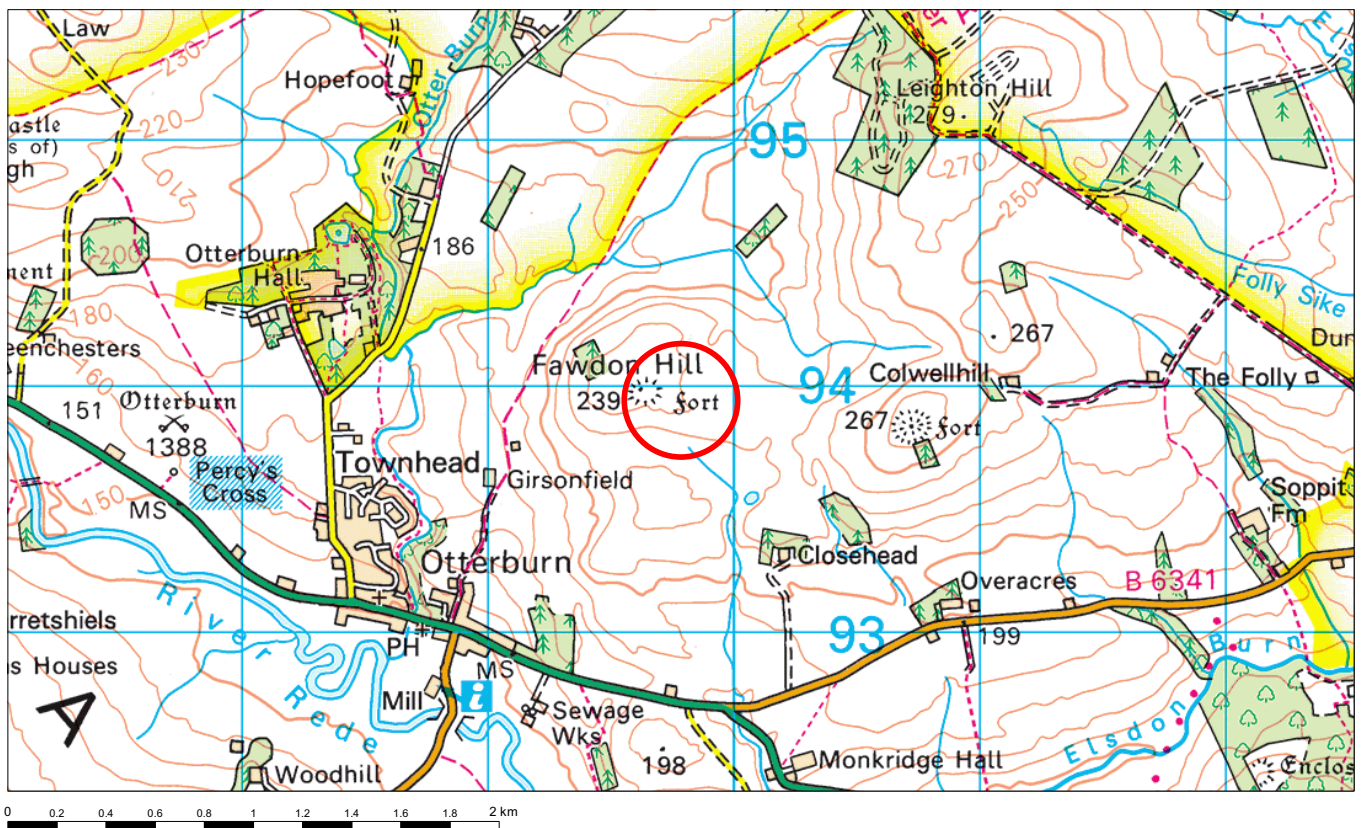 Law
230
Hopefoot
Otter Burn
Leighton Hill
279
Els
astle
s of)
gh
220
210
95
270
250
Otterburn
Hall
186
200
ment
180
Folly Sike
eenchesters
267
Dun
Fawdon Hill
239
Fort
94
Colwellhill
The Folly
160
151
Otterburn
1388
267
Fort
Percy's
Cross
Townhead
Girsonfield
150
MS
Soppit
Fm
Otterburn
Closehead
Overacres
B 6341
River Rede
rretshiels
PH
93
199
s Houses
MS
Elsdon Burn
A
Mill
i
Sewage
Wks
198
Monkridge Hall
Woodhill
Enclos
0 0.2 0.4 0.6 0.8 1 1.2 1.4 1.6 1.8 2 km